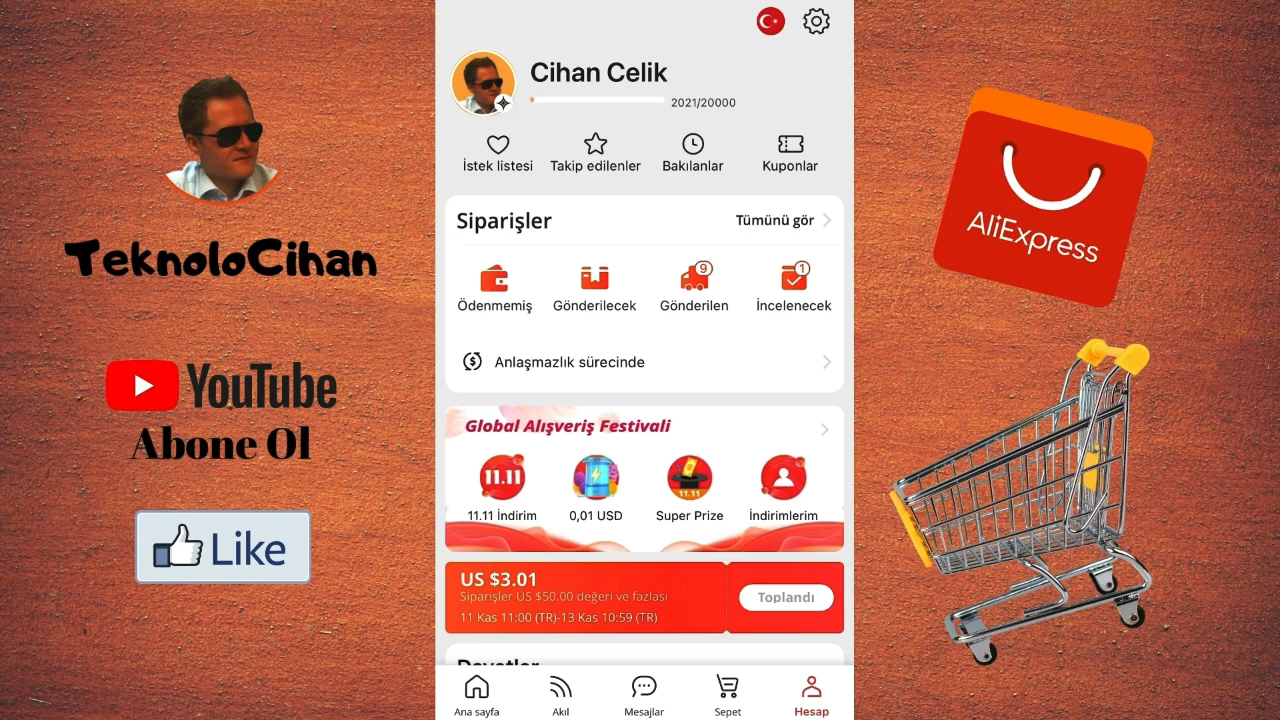 TeknoloCihan
YouTube
Abone Ol
Like
Cihan Celik
2021/20000
İstek listesi
Takip edilenler
Bakılanlar
Kuponlar
Siparişler
Tümünü gör
Ödenmemiş
Gönderilecek
9
Gönderilen
1
İncelenecek
Anlaşmazlık sürecinde
Global Alışveriş Festivali
11.11
11.11 İndirim
0,01 USD
11.11
Super Prize
İndirimlerim
US $3.01
Siparişler US $50.00 değeri ve fazlası
11 Kas 11:00 (TR)-13 Kas 10:59 (TR)
Toplandı
Davetler
Ana sayfa
Akıl
Mesajlar
Sepet
Hesap
AliExpress